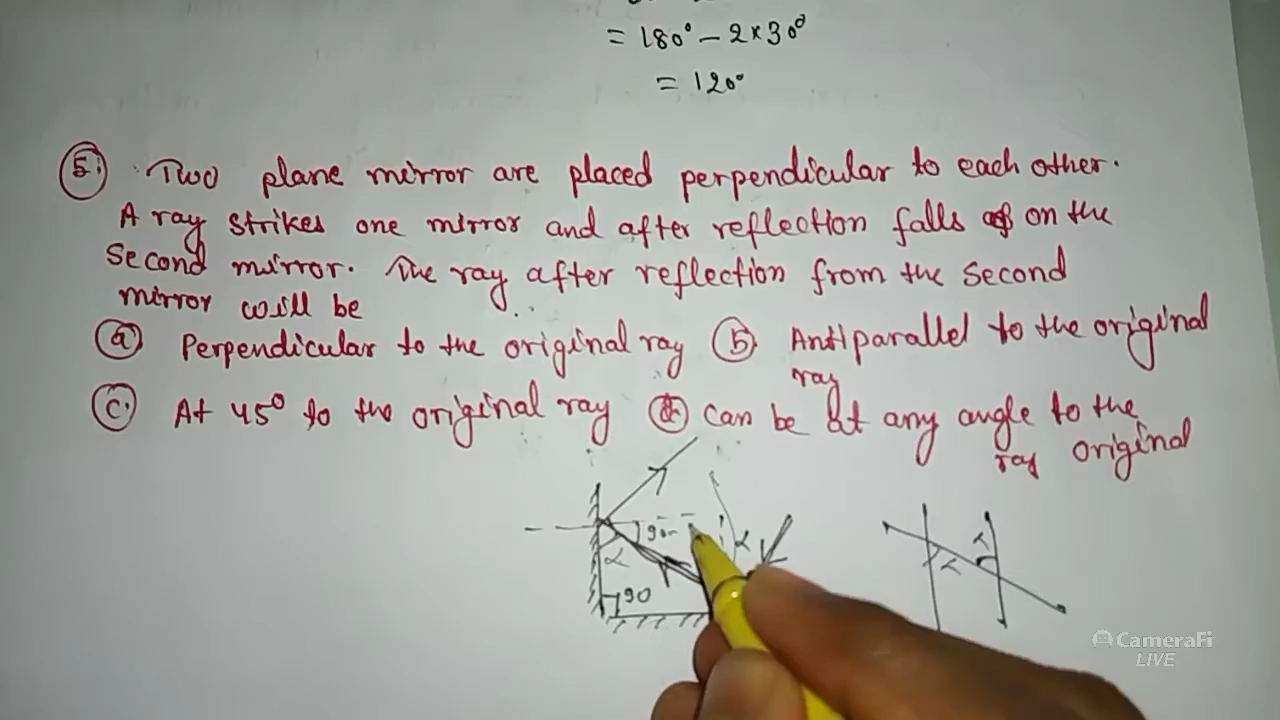 = 180° - 2×30°
= 120°
5. Two plane mirror are placed perpendicular to each other.
A ray strikes one mirror and after reflection falls on the
second mirror. The ray after reflection from the second
mirror will be
a) Perpendicular to the original ray b) Antiparallel to the original
ray
c. At 45° to the original ray d) can be at any angle to the
ray original
90-
α
α
90
α
α
CameraFi
LIVE